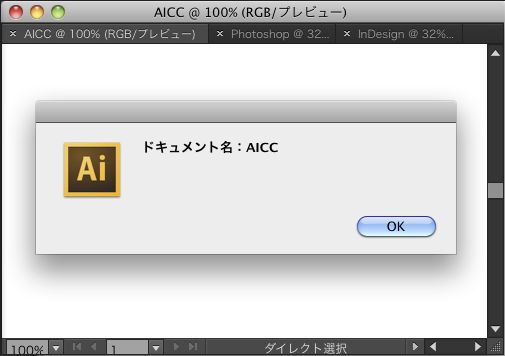 AICC @ 100% (RGB/プレビュー)
× AICC @ 100% (RGB/プレビュー)
× Photoshop @ 32...
× InDesign @ 32%...
Ai
ドキュメント名：AICC
OK
100%
1
ダイレクト選択